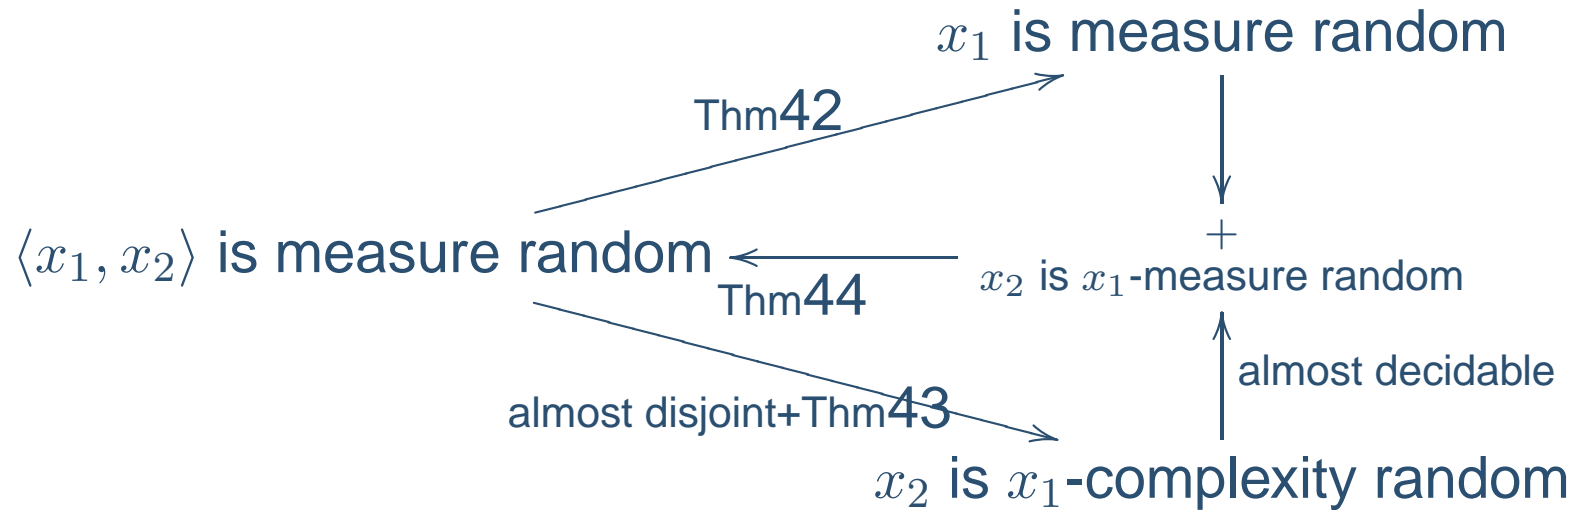 x₁ is measure random
Thm42
+
⟨x₁, x₂⟩ is measure random
x₂ is x₁-measure random
Thm44
almost decidable
almost disjoint+Thm43
x₂ is x₁-complexity random